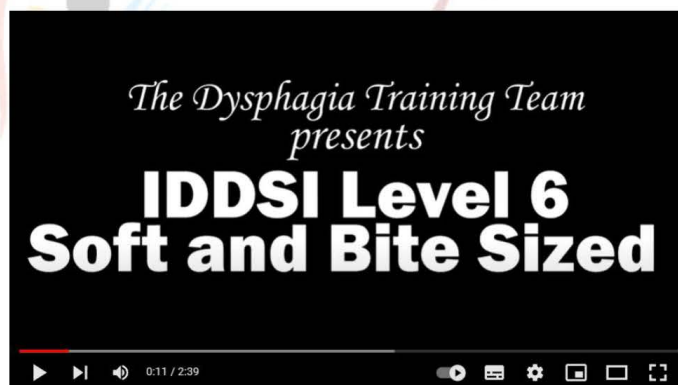 The Dysphagia Training Team
presents
IDDSI Level 6
Soft and Bite Sized
0:11 / 2:39